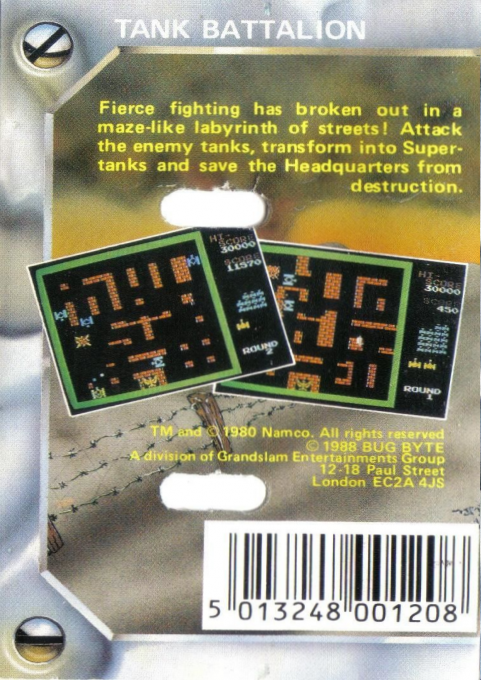 TANK BATTALION
Fierce fighting has broken out in a
maze-like labyrinth of streets! Attack
the enemy tanks, transform into Super-
tanks and save the Headquarters from
destruction.
HI-
SCORE
30000
SCORE
11570
ROUND
2
HI-
SCORE
30000
SCORE
450
ROUND
1
TM and © 1980 Namco. All rights reserved
© 1988 BUG BYTE
A division of Grandslam Entertainments Group
12-18 Paul Street
London EC2A 4JS
5 013248 001208